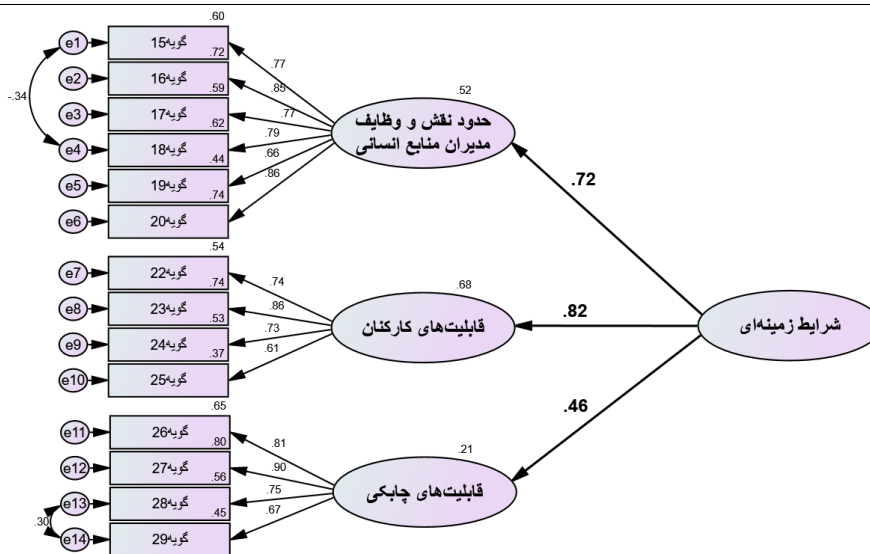 .60
e1
گویه15
.72
.77
e2
گویه16
.59
.85
-.34
e3
گویه17
.62
.77
e4
گویه18
.44
.79
e5
گویه19
.74
.66
e6
گویه20
.86
.52
حدود نقش و وظایف
مدیران منابع انسانی
.72
.54
e7
گویه22
.74
.74
e8
گویه23
.53
.86
e9
گویه24
.37
.73
e10
گویه25
.61
.68
قابلیت‌های کارکنان
.82
شرایط زمینه‌ای
.65
e11
گویه26
.80
.81
e12
گویه27
.56
.90
e13
گویه28
.45
.75
.30
e14
گویه29
.67
.21
قابلیت‌های چابکی
.46